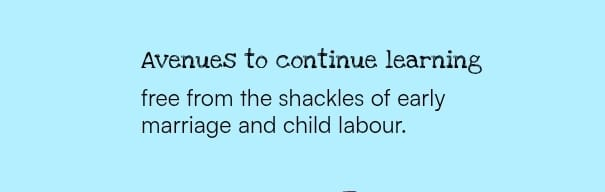 Avenues to continue learning
free from the shackles of early
marriage and child labour.